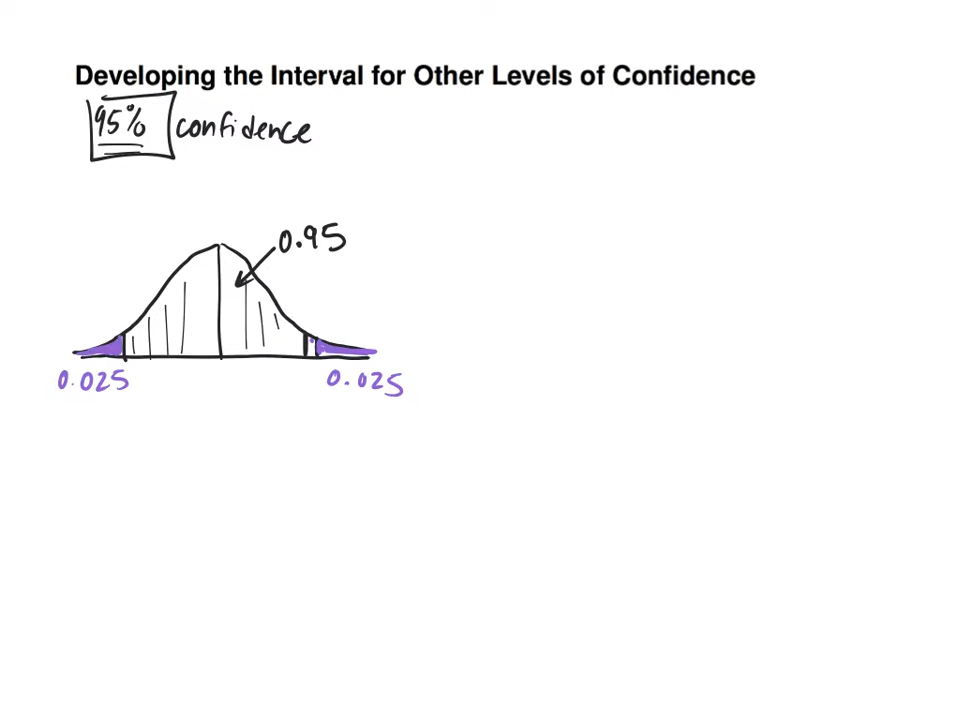 Developing the Interval for Other Levels of Confidence
95% confidence
0.95
0.025 0.025